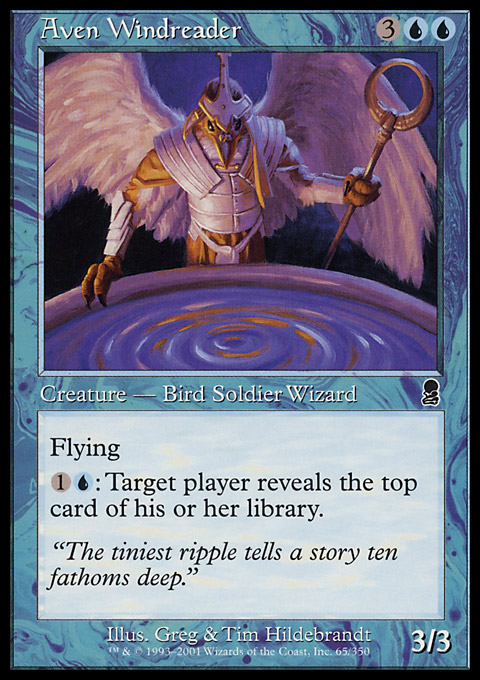 Aven Windreader 3
Creature — Bird Soldier Wizard
Flying
1 : Target player reveals the top
card of his or her library.
“The tiniest ripple tells a story ten
fathoms deep.”
Illus. Greg & Tim Hildebrandt
3/3
™ & © 1993–2001 Wizards of the Coast, Inc. 65/350